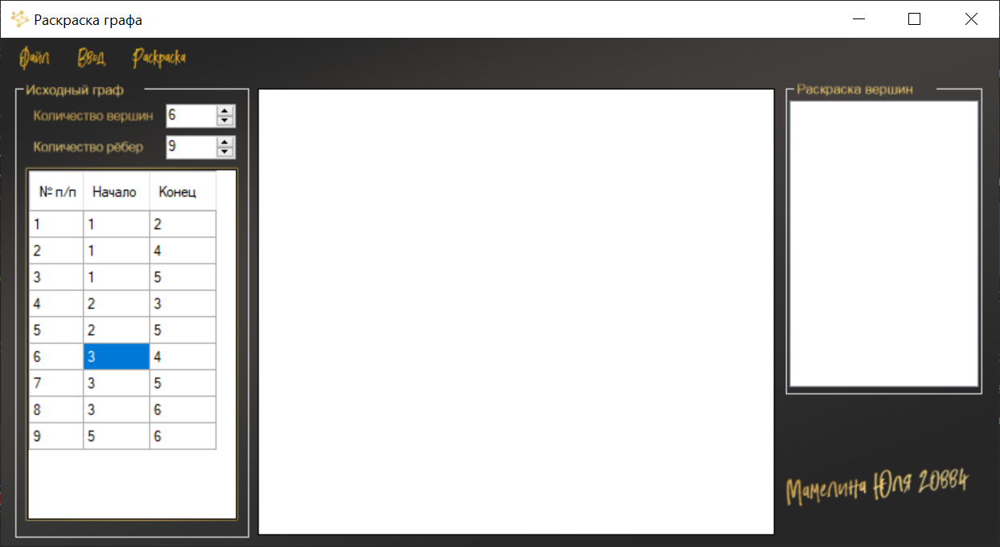 Раскраска графа
Файл Ввод Раскраска
Исходный граф
Количество вершин 6
Количество рёбер 9
№ п/п Начало Конец
1 1 2
2 1 4
3 1 5
4 2 3
5 2 5
6 3 4
7 3 5
8 3 6
9 5 6
Раскраска вершин
Мамелина Юля 20884